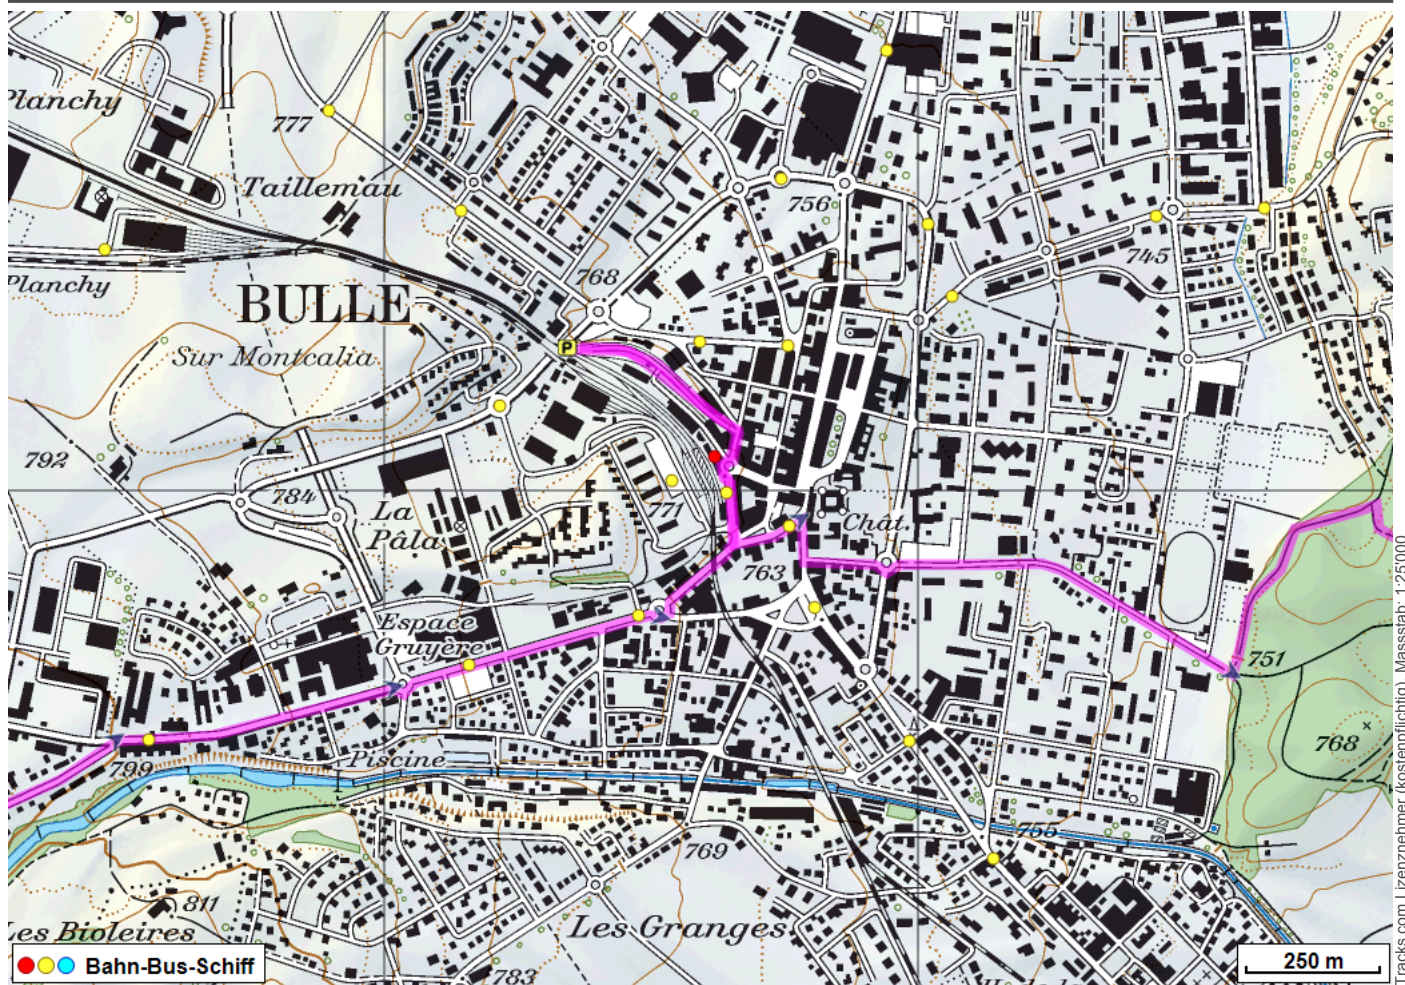 Planchy
777
Taillemau
756
745
Planchy
768
BULLE
Sur Montcalia
792
784
La
Pâla
771
Chât.
763
Espace
Gruyère
751
768
799
Piscine
755
769
811
Les Bioleires
Les Granges
783
Bahn-Bus-Schiff
250 m
Tracks.com Lizenznehmer (kostenpflichtig) Massstab: 1:25'000